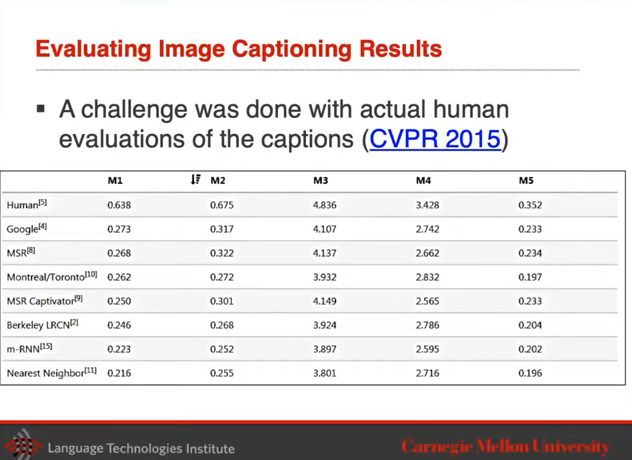 Evaluating Image Captioning Results
▪ A challenge was done with actual human
evaluations of the captions (CVPR 2015)
M1 M2 M3 M4 M5
Human[5] 0.638 0.675 4.836 3.428 0.352
Google[4] 0.273 0.317 4.107 2.742 0.233
MSR[8] 0.268 0.322 4.137 2.662 0.234
Montreal/Toronto[10] 0.262 0.272 3.932 2.832 0.197
MSR Captivator[9] 0.250 0.301 4.149 2.565 0.233
Berkeley LRCN[2] 0.246 0.268 3.924 2.786 0.204
m-RNN[15] 0.223 0.252 3.897 2.595 0.202
Nearest Neighbor[11] 0.216 0.255 3.801 2.716 0.196
Language Technologies Institute
Carnegie Mellon University